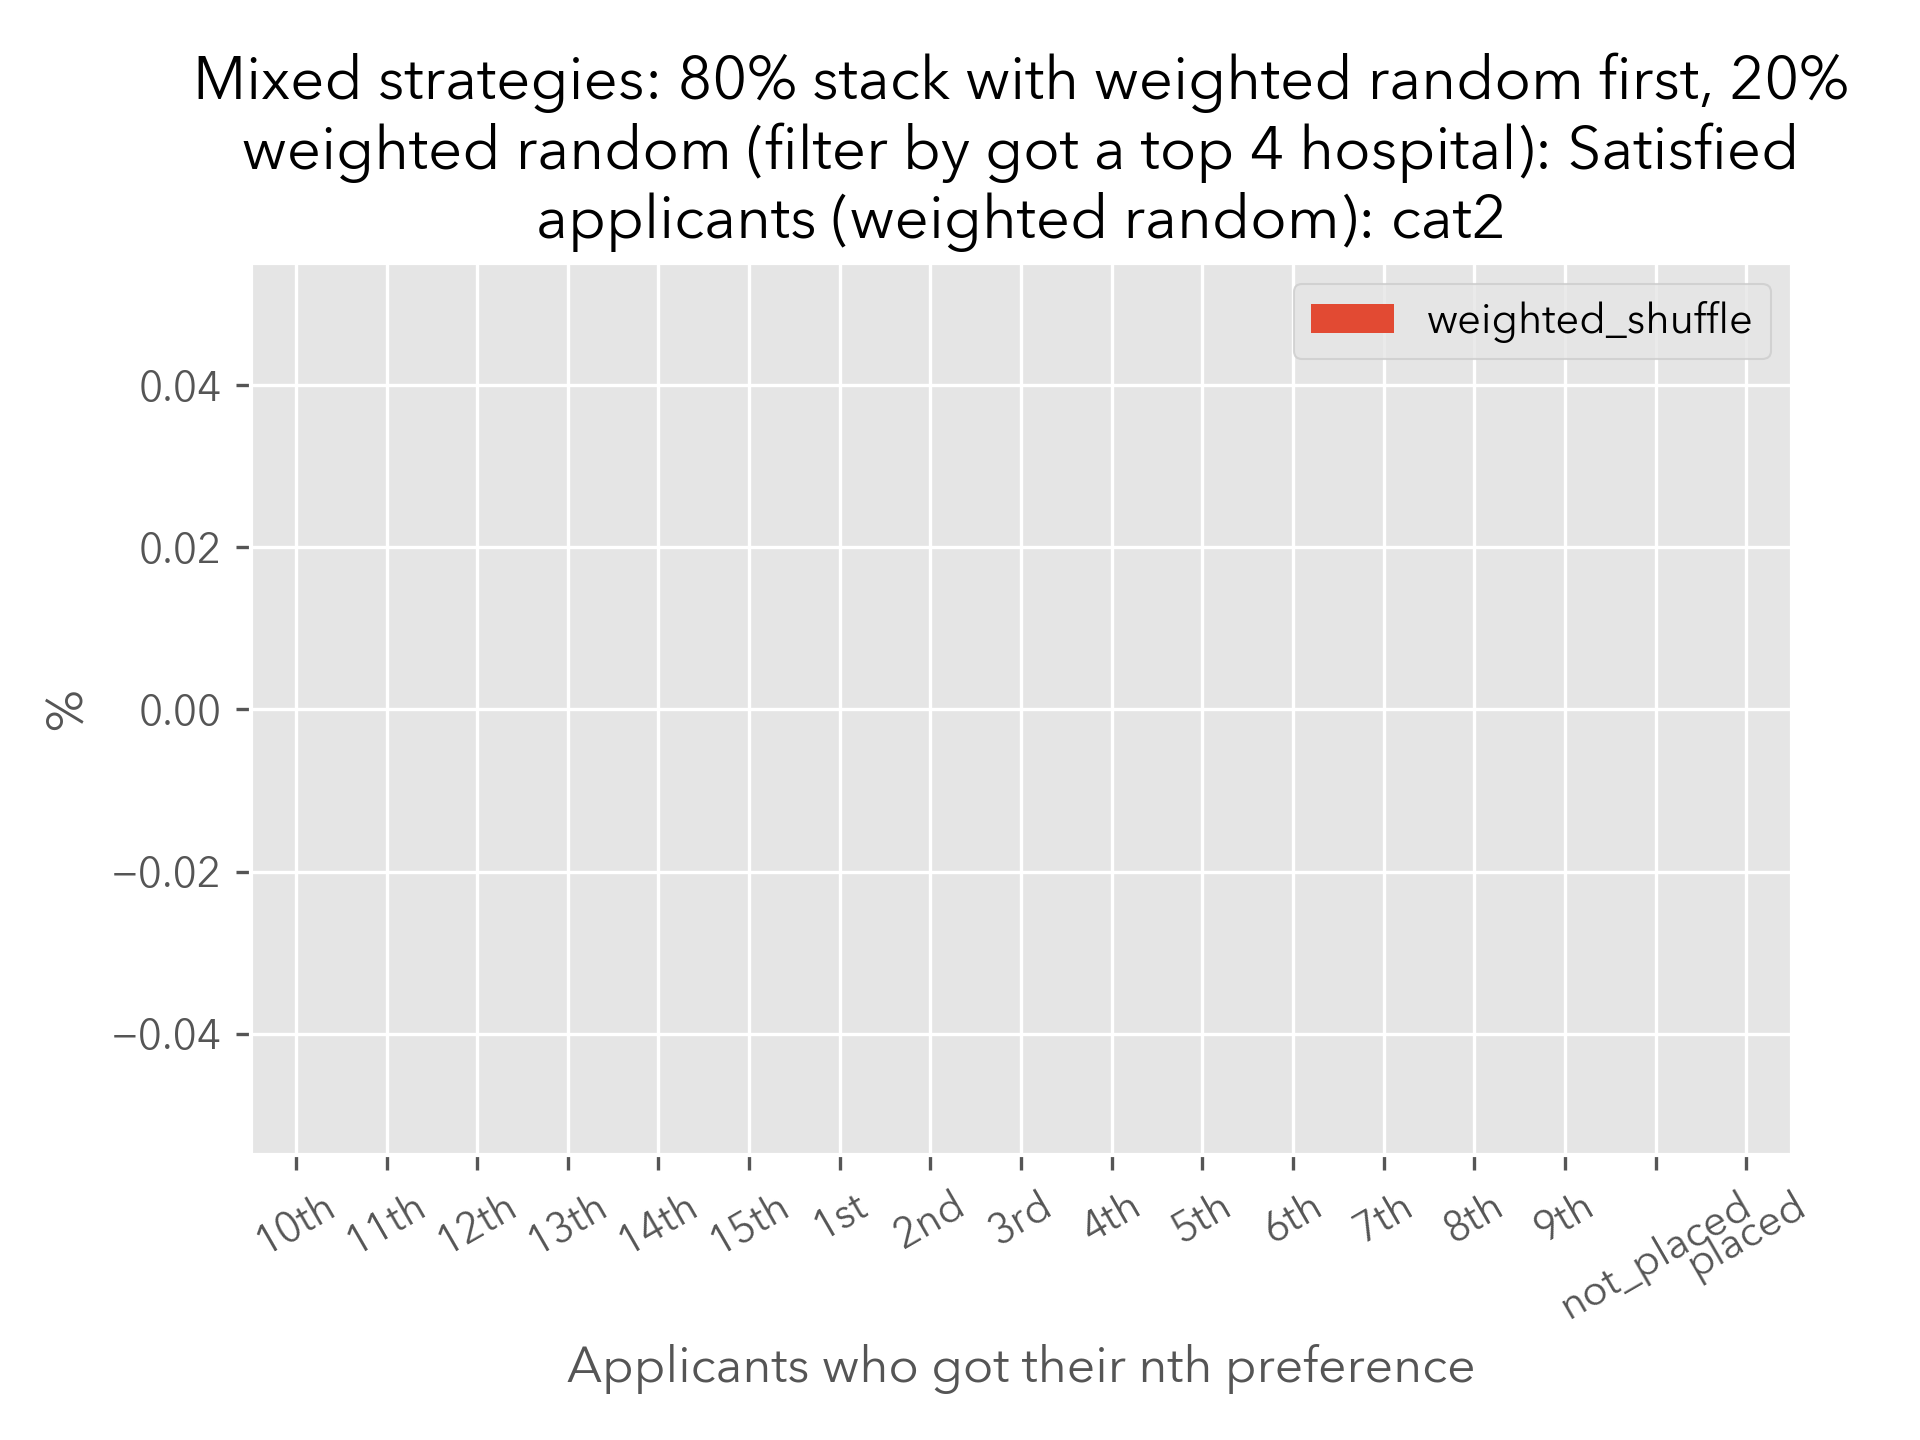 Mixed strategies: 80% stack with weighted random first, 20%
weighted random (filter by got a top 4 hospital): Satisfied
applicants (weighted random): cat2
weighted_shuffle
0.04
0.02
0.00
−0.02
−0.04
%
10th 11th 12th 13th 14th 15th 1st 2nd 3rd 4th 5th 6th 7th 8th 9th not_placed placed
Applicants who got their nth preference